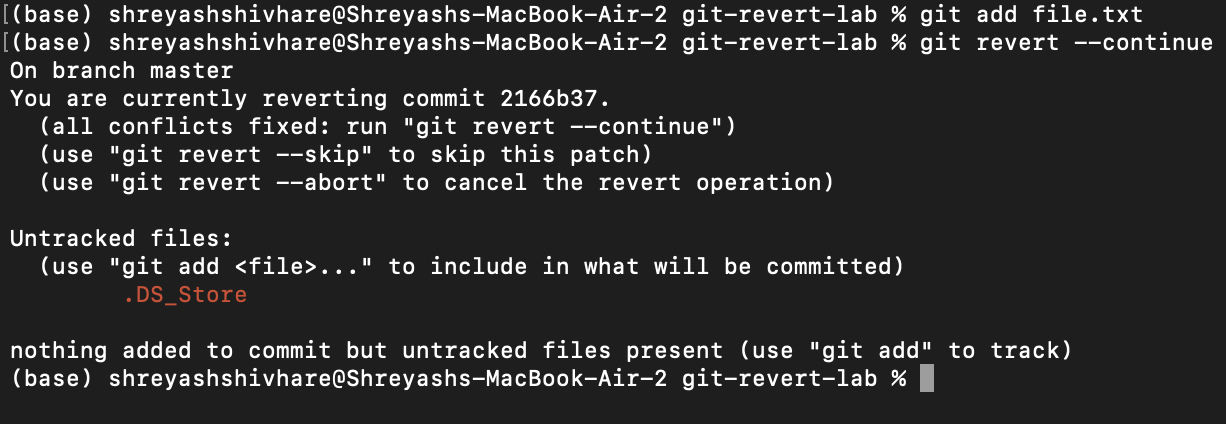 [(base) shreyashshivhare@Shreyashs-MacBook-Air-2 git-revert-lab % git add file.txt
[(base) shreyashshivhare@Shreyashs-MacBook-Air-2 git-revert-lab % git revert --continue
On branch master
You are currently reverting commit 2166b37.
  (all conflicts fixed: run "git revert --continue")
  (use "git revert --skip" to skip this patch)
  (use "git revert --abort" to cancel the revert operation)

Untracked files:
  (use "git add <file>..." to include in what will be committed)
        .DS_Store

nothing added to commit but untracked files present (use "git add" to track)
(base) shreyashshivhare@Shreyashs-MacBook-Air-2 git-revert-lab %